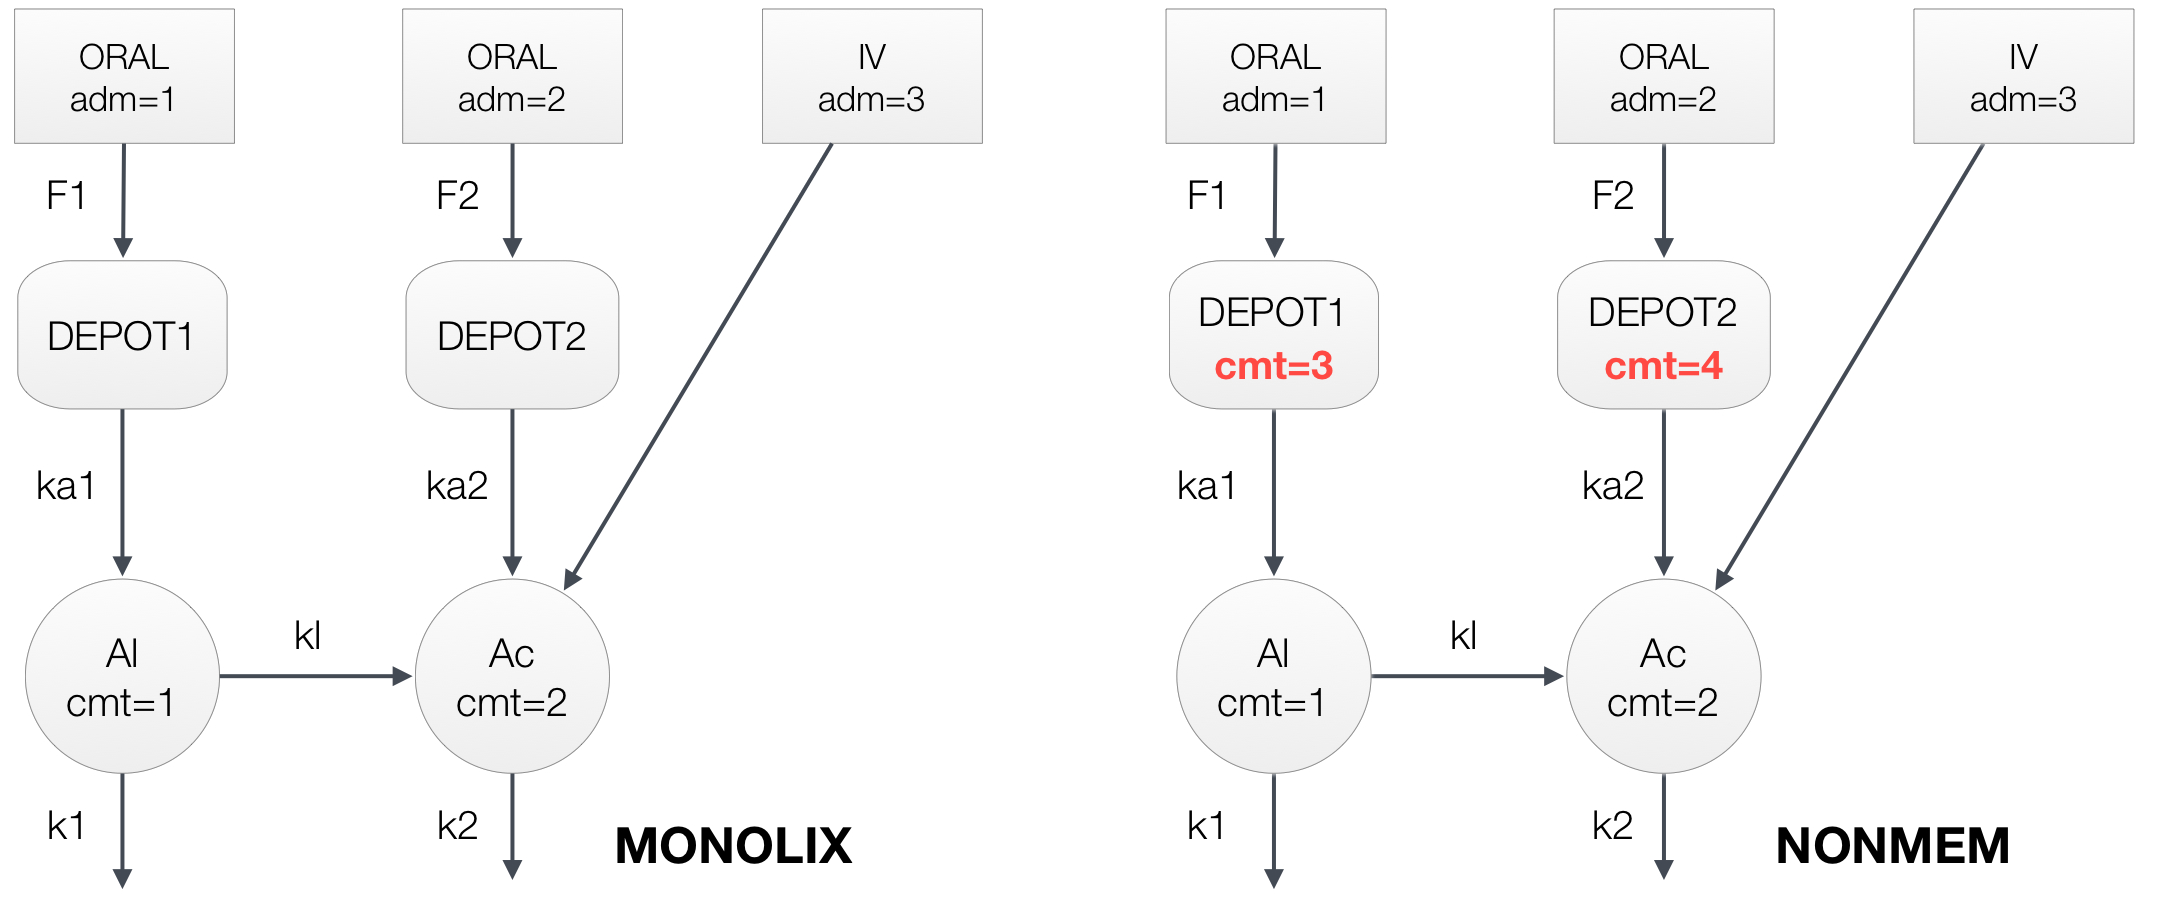 ORAL
adm=1
ORAL
adm=2
IV
adm=3
F1
F2
DEPOT1
DEPOT2
ka1
ka2
Al
cmt=1
kl
Ac
cmt=2
k1
k2
MONOLIX
ORAL
adm=1
ORAL
adm=2
IV
adm=3
F1
F2
DEPOT1
cmt=3
DEPOT2
cmt=4
ka1
ka2
Al
cmt=1
kl
Ac
cmt=2
k1
k2
NONMEM